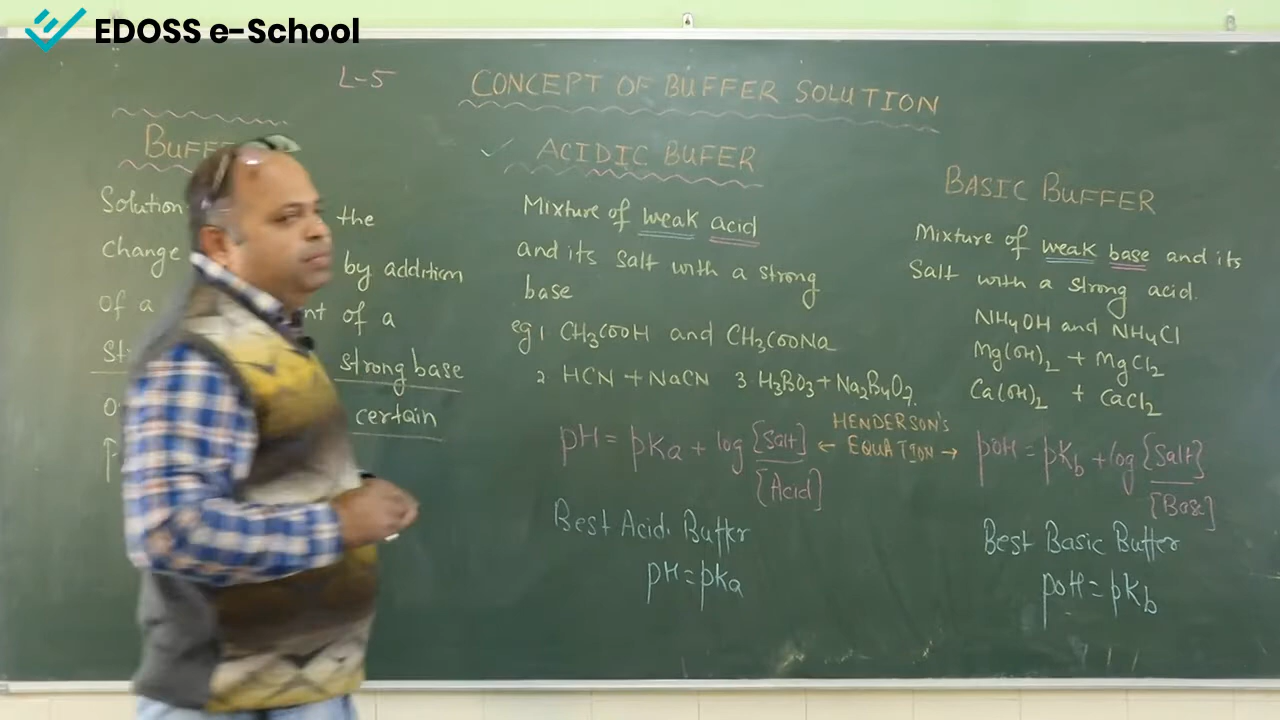 EDOSS e-School
L-5
CONCEPT OF BUFFER SOLUTION
BUFFE
Solution the
change by addition
of a nt of a
St strong base
certain
✓ ACIDIC BUFER
Mixture of weak acid
and its salt with a strong
base
eg 1 CH₃COOH and CH₃COONa
2. HCN + NaCN 3. H₃BO₃ + Na₂B₄O₇.
pH = pKa + log [Salt]
[Acid]
Best Acidi Buffer
pH = pKa
← HENDERSON'S
EQUATION →
BASIC BUFFER
Mixture of weak base and its
Salt with a strong acid.
NH₄OH and NH₄Cl
Mg(OH)₂ + MgCl₂
Ca(OH)₂ + CaCl₂
pOH = pKb + log [Salt]
[Base]
Best Basic Buffer
pOH = pKb